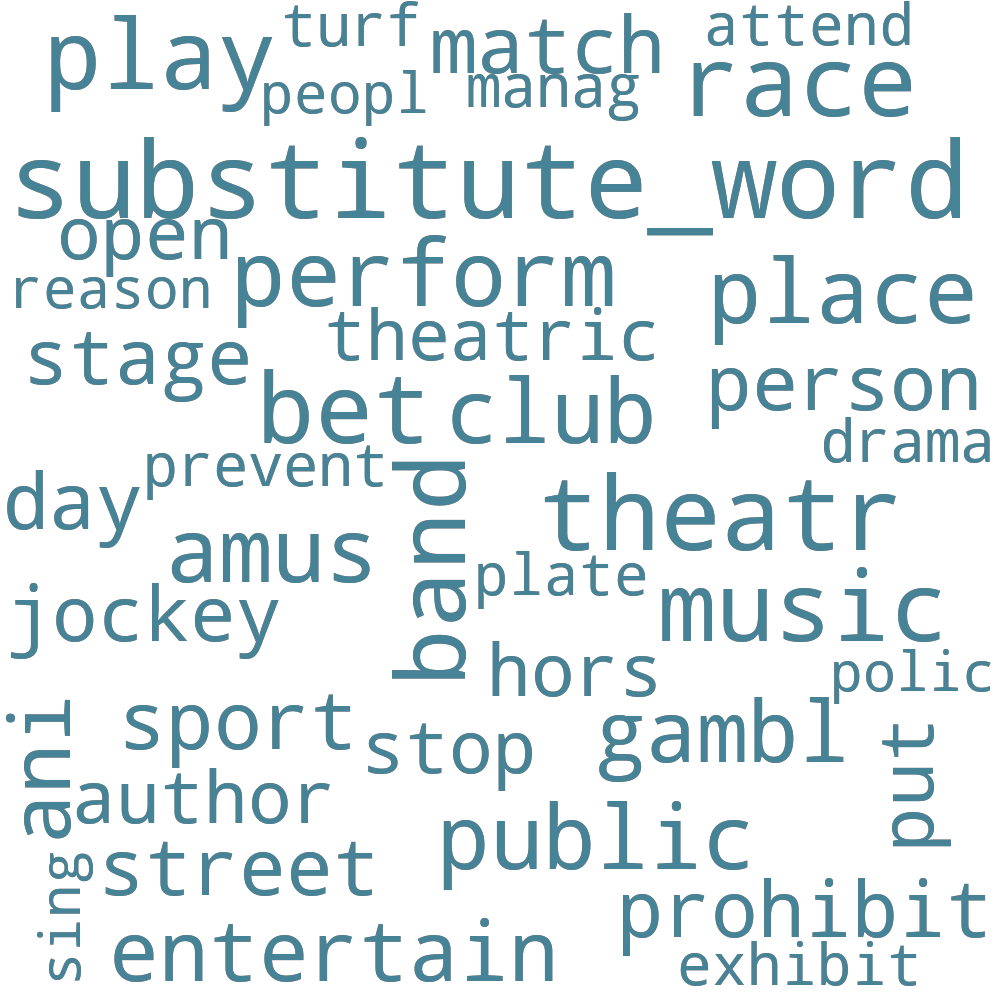 play turf match attend
peopl manag race
substitute_word
open perform place
reason theatric
stage bet club person
drama
prevent band
day theatr
amus plate
jockey music
hors polic
ani sport stop gambl put
author
sing street public
prohibit
entertain exhibit